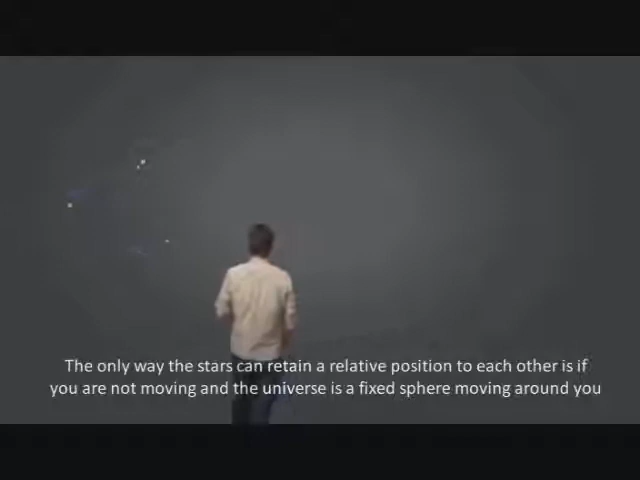 The only way the stars can retain a relative position to each other is if
you are not moving and the universe is a fixed sphere moving around you